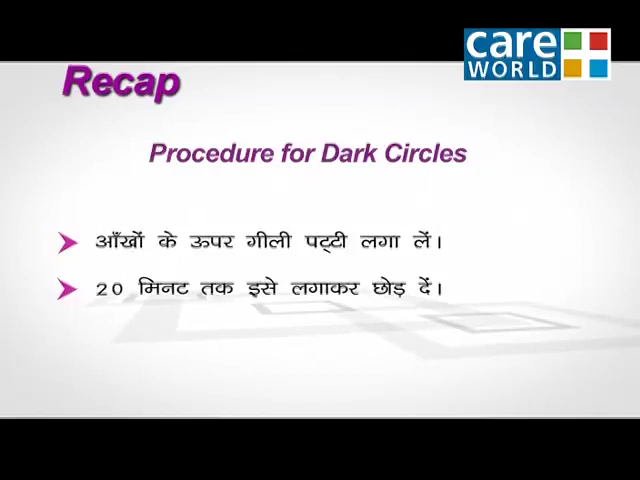 care
WORLD
Recap
Procedure for Dark Circles
आँखों के ऊपर गीली पट्टी लगा लें।
20 मिनट तक इसे लगाकर छोड़ दें।